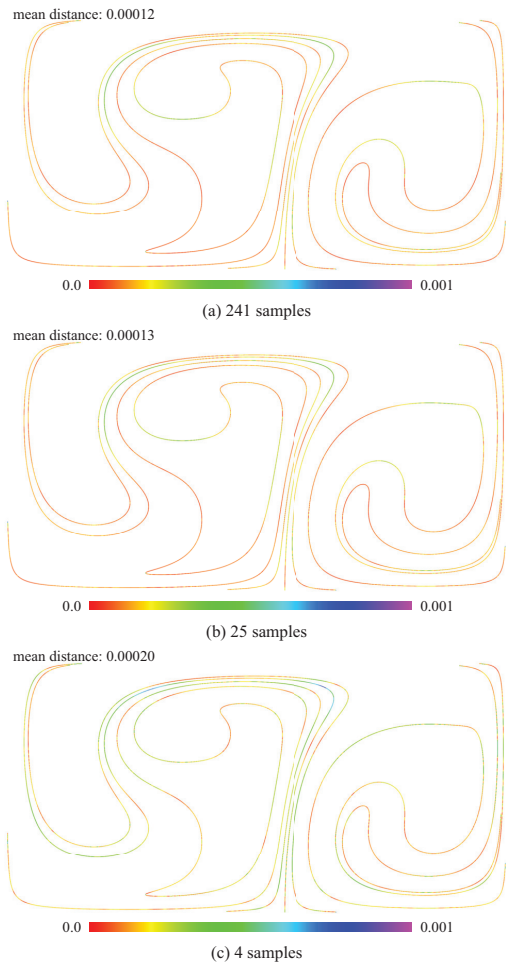 mean distance: 0.00012
0.0 0.001
(a) 241 samples
mean distance: 0.00013
0.0 0.001
(b) 25 samples
mean distance: 0.00020
0.0 0.001
(c) 4 samples